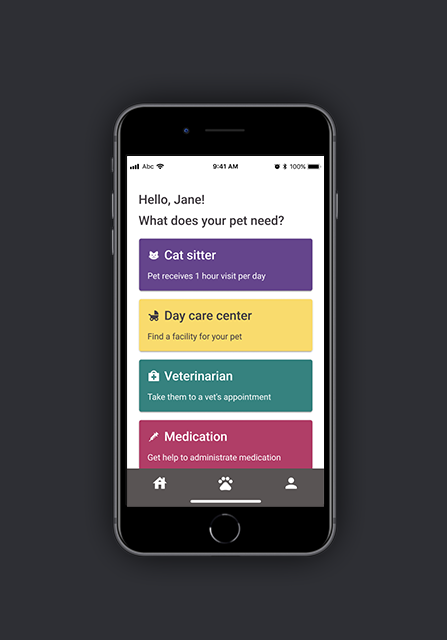 Abc 9:41 AM 100%
Hello, Jane!
What does your pet need?
Cat sitter
Pet receives 1 hour visit per day
Day care center
Find a facility for your pet
Veterinarian
Take them to a vet's appointment
Medication
Get help to administrate medication